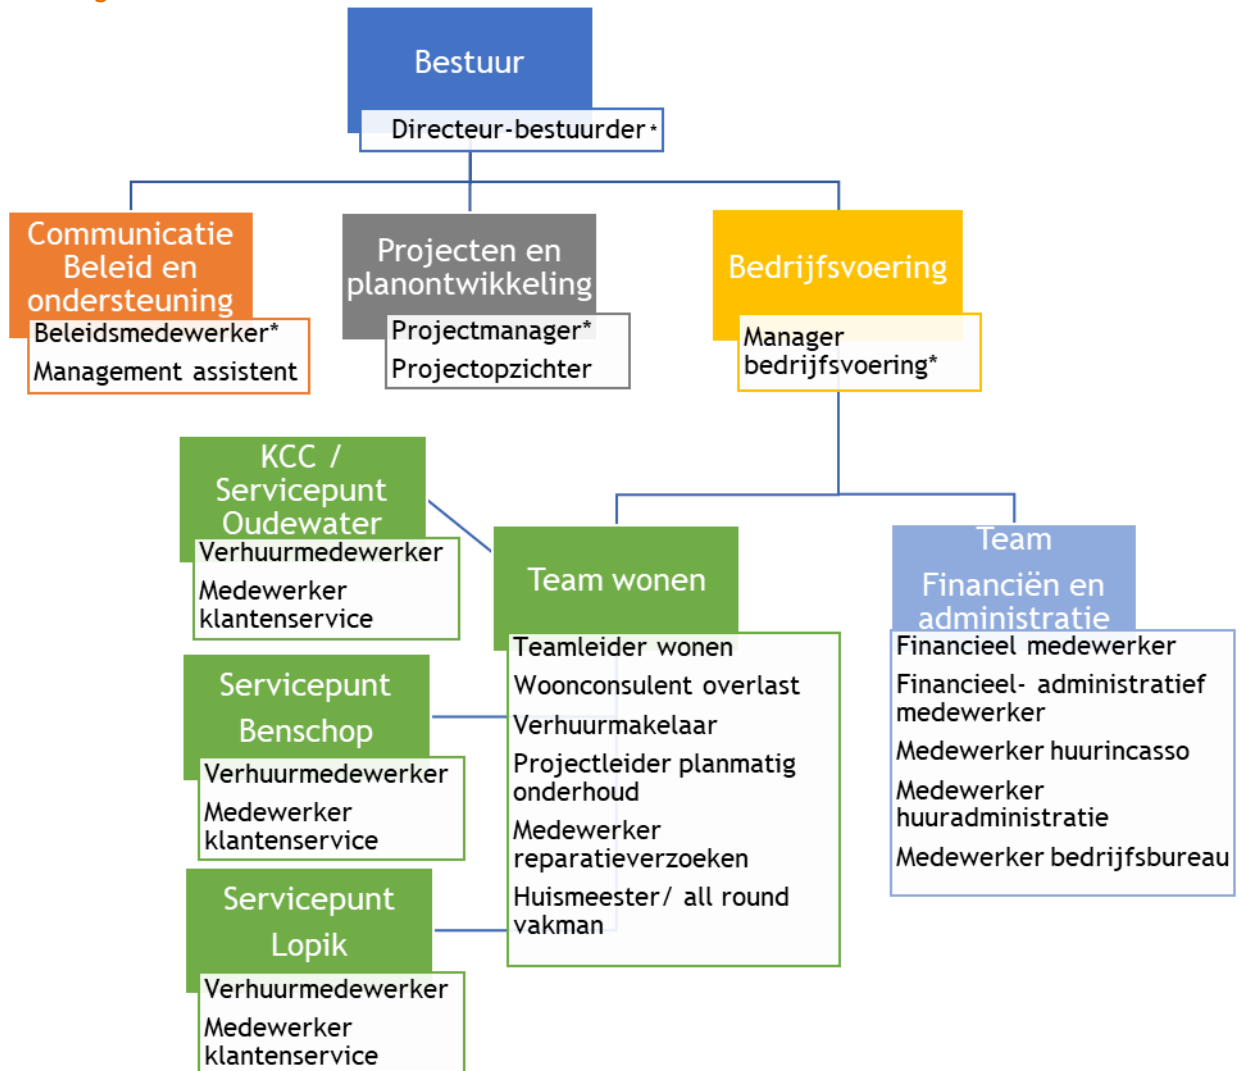 Bestuur
Directeur-bestuurder *
Communicatie
Beleid en
ondersteuning
Beleidsmedewerker*
Management assistent
Projecten en
planontwikkeling
Projectmanager*
Projectopzichter
Bedrijfsvoering
Manager
bedrijfsvoering*
KCC /
Servicepunt
Oudewater
Verhuurmedewerker
Medewerker
klantenservice
Servicepunt
Benschop
Verhuurmedewerker
Medewerker
klantenservice
Servicepunt
Lopik
Verhuurmedewerker
Medewerker
klantenservice
Team wonen
Teamleider wonen
Woonconsulent overlast
Verhuurmakelaar
Projectleider planmatig
onderhoud
Medewerker
reparatieverzoeken
Huismeester/ all round
vakman
Team
Financiën en
administratie
Financieel medewerker
Financieel- administratief
medewerker
Medewerker huurincasso
Medewerker
huuradministratie
Medewerker bedrijfsbureau